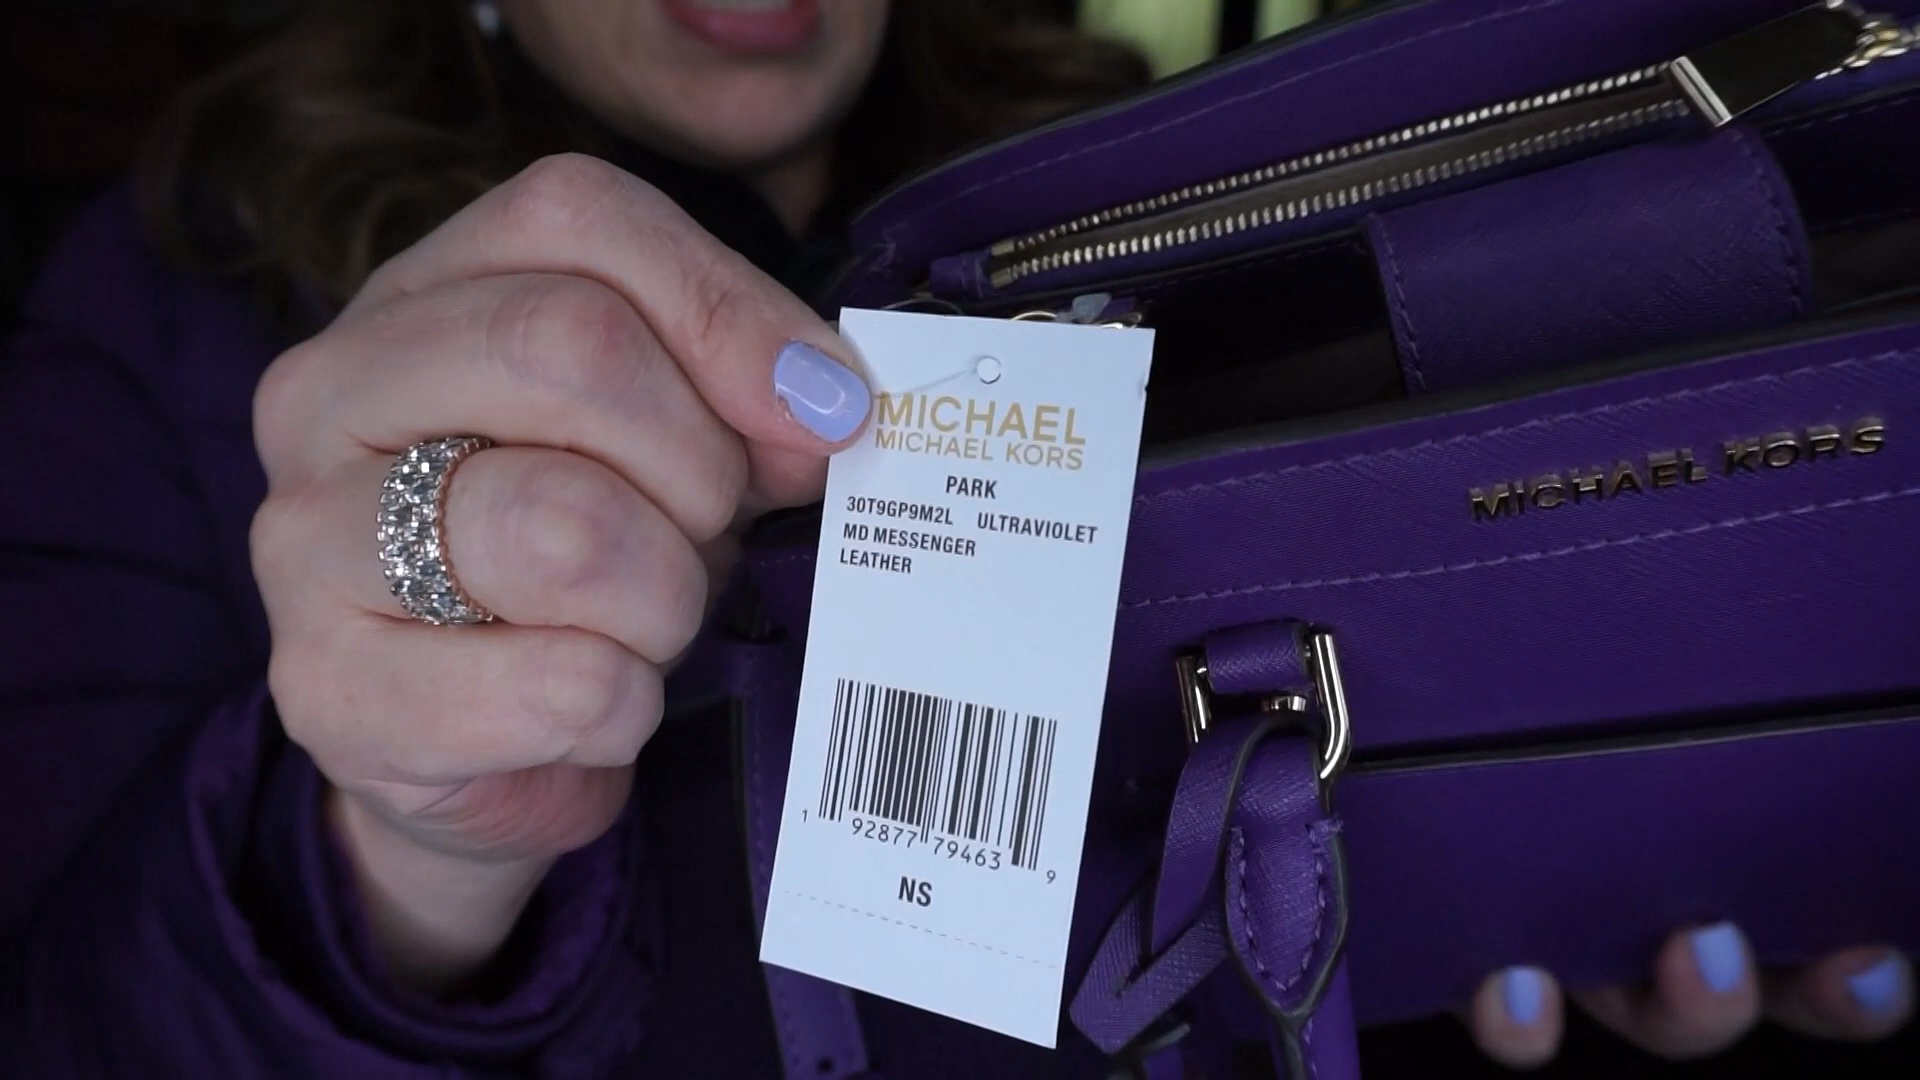 MICHAEL
MICHAEL KORS
PARK
30T9GP9M2L ULTRAVIOLET
MD MESSENGER
LEATHER
1 92877 79463 9
NS
MICHAEL KORS